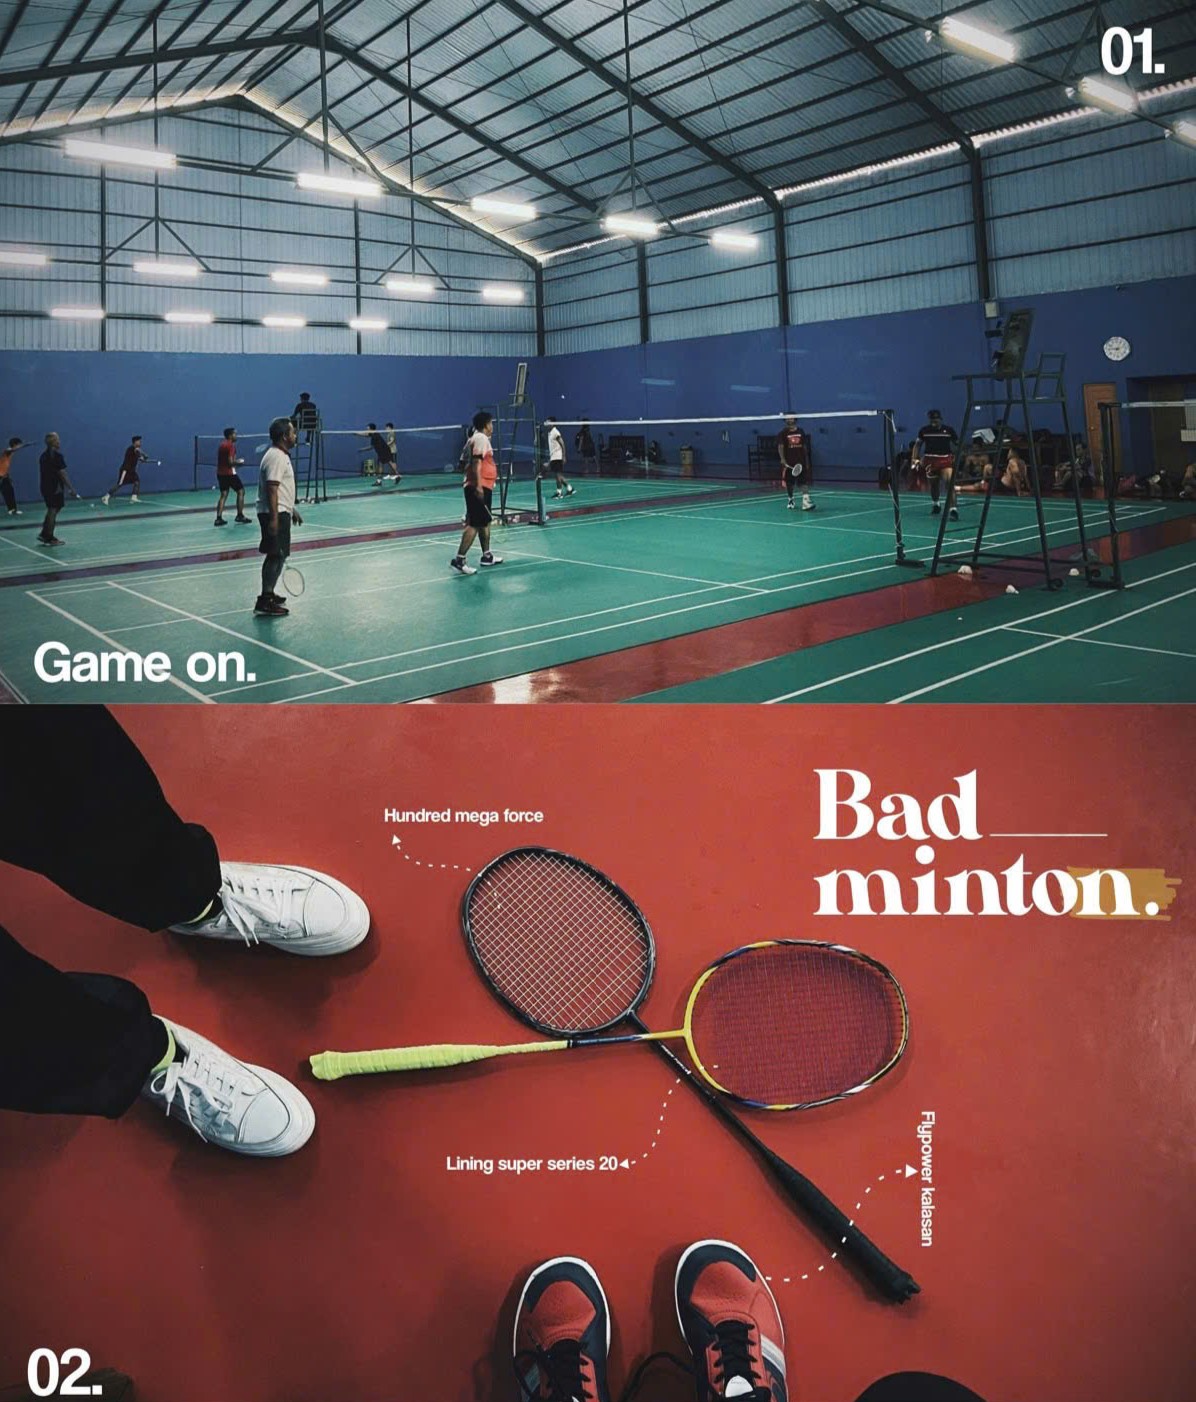 01.
Game on.
Bad
minton.
Hundred mega force
Lining super series 20
Flypower kalasan
02.